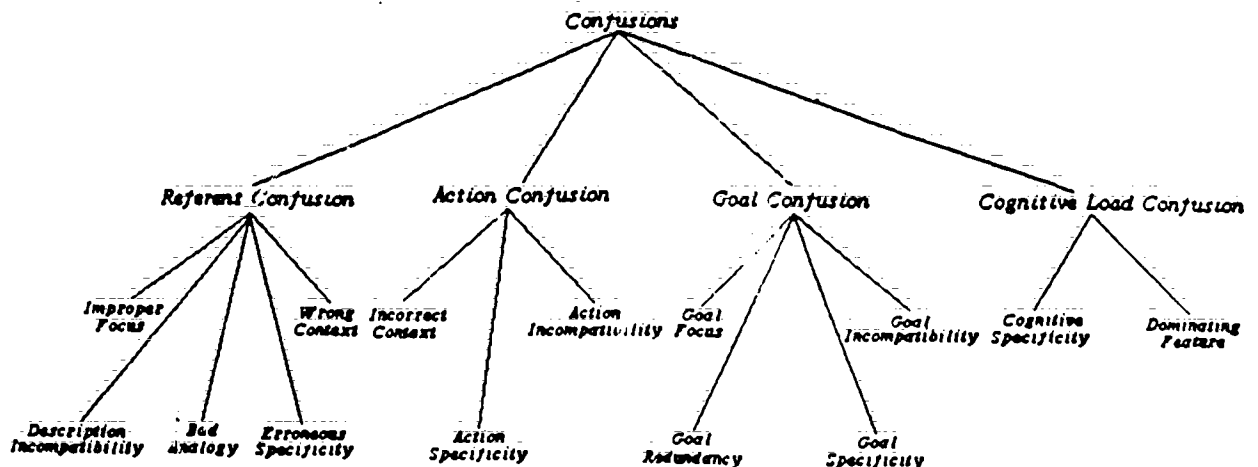 Confusions
Referent Confusion
Action Confusion
Goal Confusion
Cognitive Load Confusion
Improper
Focus
Wrong
Context
Incorrect
Context
Action
Incompatibility
Goal
Focus
Goal
Incompatibility
Cognitive
Specificity
Dominating
Feature
Description
Incompatibility
Bad
Analogy
Erroneous
Specificity
Action
Specificity
Goal
Redundancy
Goal
Specificity